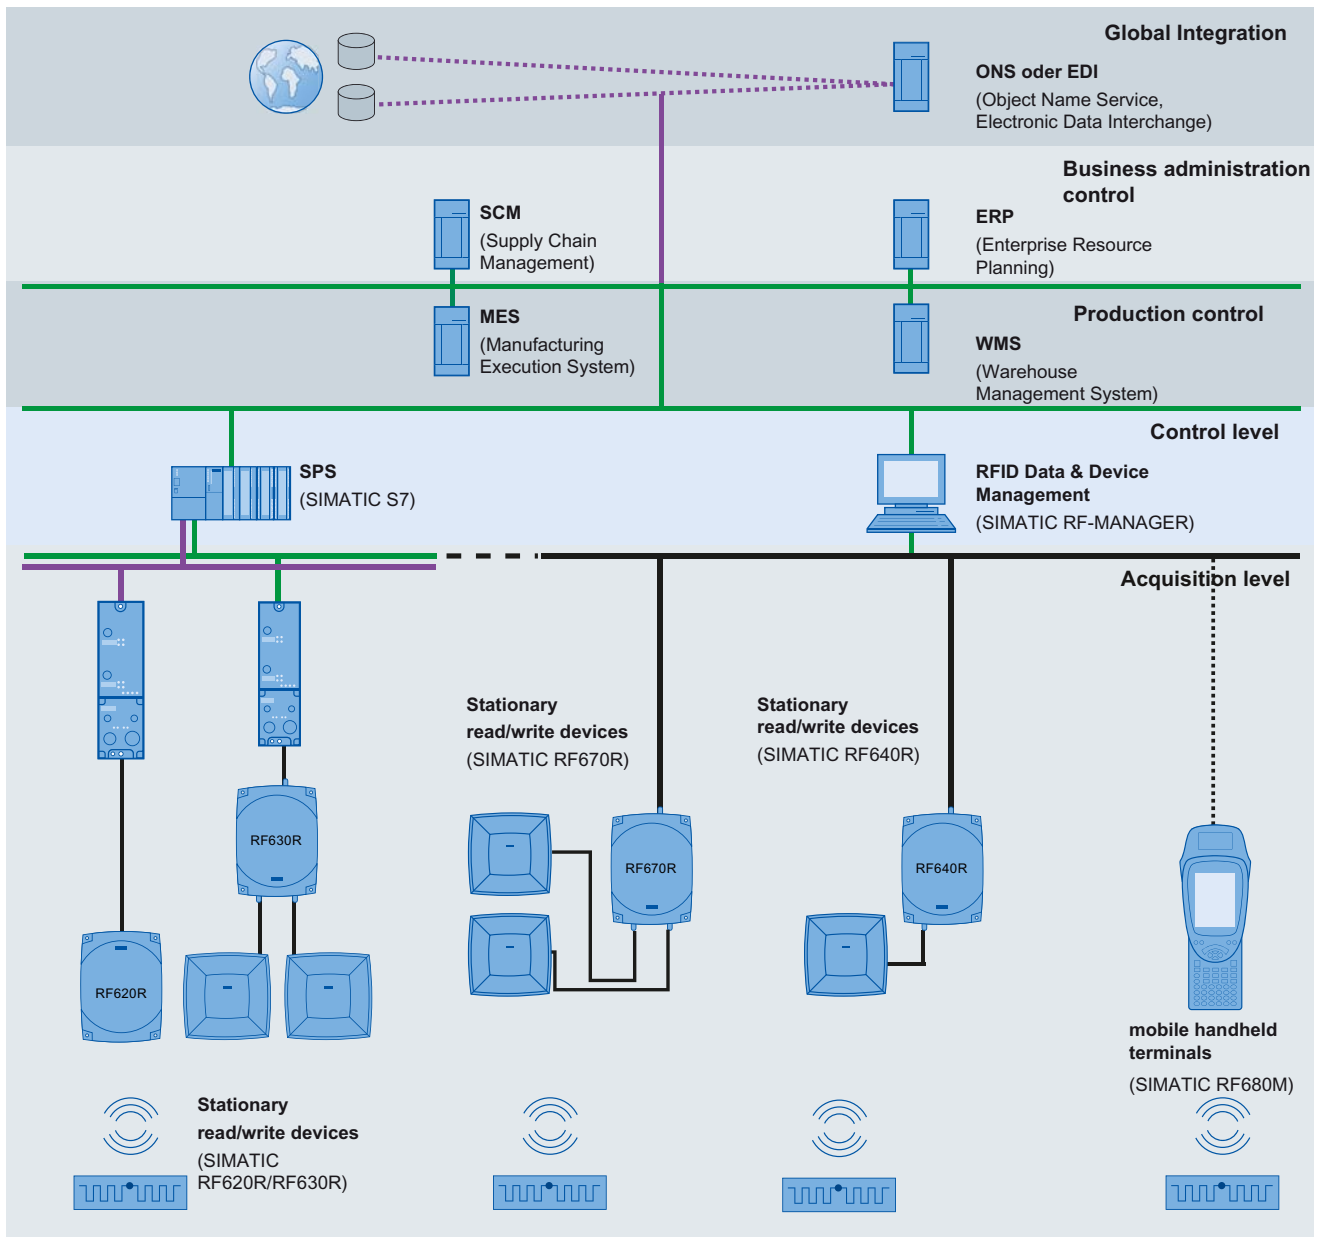 Global Integration
ONS oder EDI
(Object Name Service,
Electronic Data Interchange)
Business administration
control
SCM
(Supply Chain
Management)
ERP
(Enterprise Resource
Planning)
Production control
MES
(Manufacturing
Execution System)
WMS
(Warehouse
Management System)
Control level
SPS
(SIMATIC S7)
RFID Data & Device
Management
(SIMATIC RF-MANAGER)
Acquisition level
Stationary
read/write devices
(SIMATIC RF670R)
Stationary
read/write devices
(SIMATIC RF640R)
RF630R
RF670R
RF640R
RF620R
mobile handheld
terminals
(SIMATIC RF680M)
Stationary
read/write devices
(SIMATIC
RF620R/RF630R)